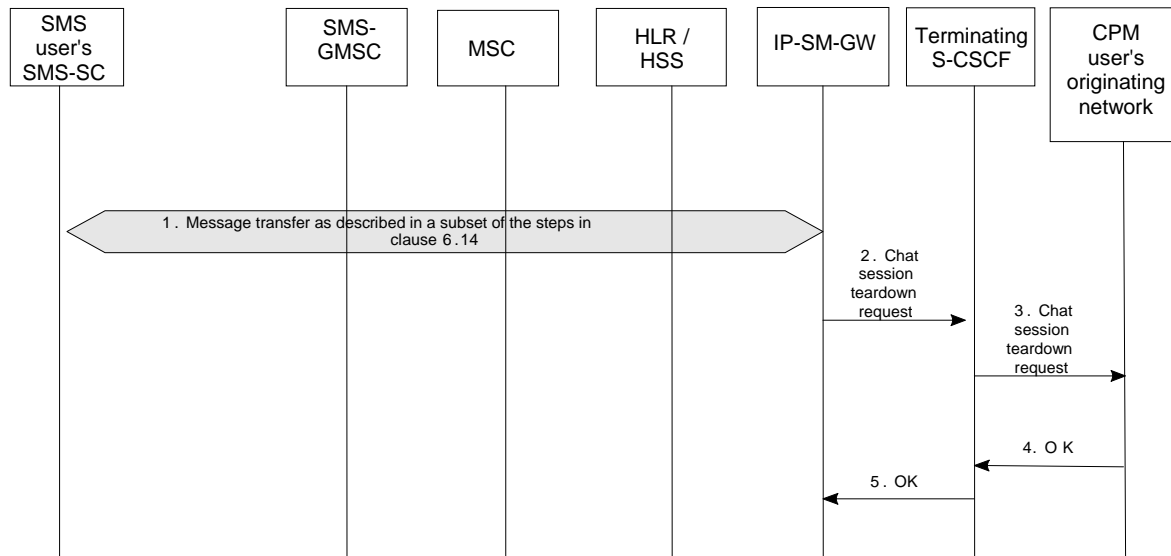 SMS
user's
SMS-SC
SMS-
GMSC
MSC
HLR /
HSS
IP-SM-GW
Terminating
S-CSCF
CPM
user's
originating
network
1. Message transfer as described in a subset of the steps in
clause 6.14
2. Chat
session
teardown
request
3. Chat
session
teardown
request
4. O K
5. OK